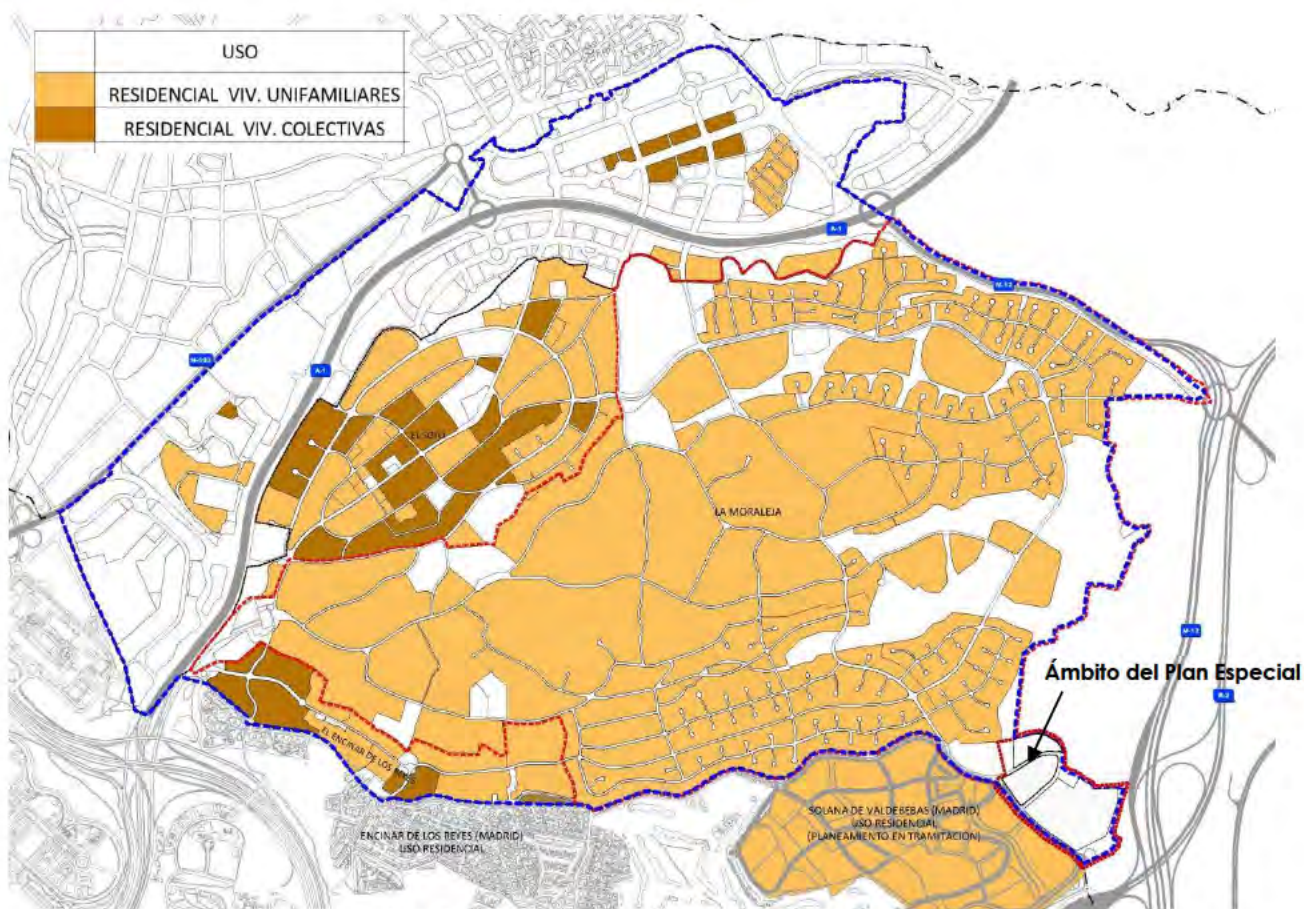 USO
RESIDENCIAL VIV. UNIFAMILIARES
RESIDENCIAL VIV. COLECTIVAS
A-1
M-12
A-1
EL SOTO
LA MORALEJA
M-12
Ámbito del Plan Especial
R-2
EL ENCINAR DE LOS
SOLANA DE VALDEBEBAS (MADRID)
USO RESIDENCIAL
(PLANEAMIENTO EN TRAMITACION)
ENCINAR DE LOS REYES (MADRID)
USO RESIDENCIAL